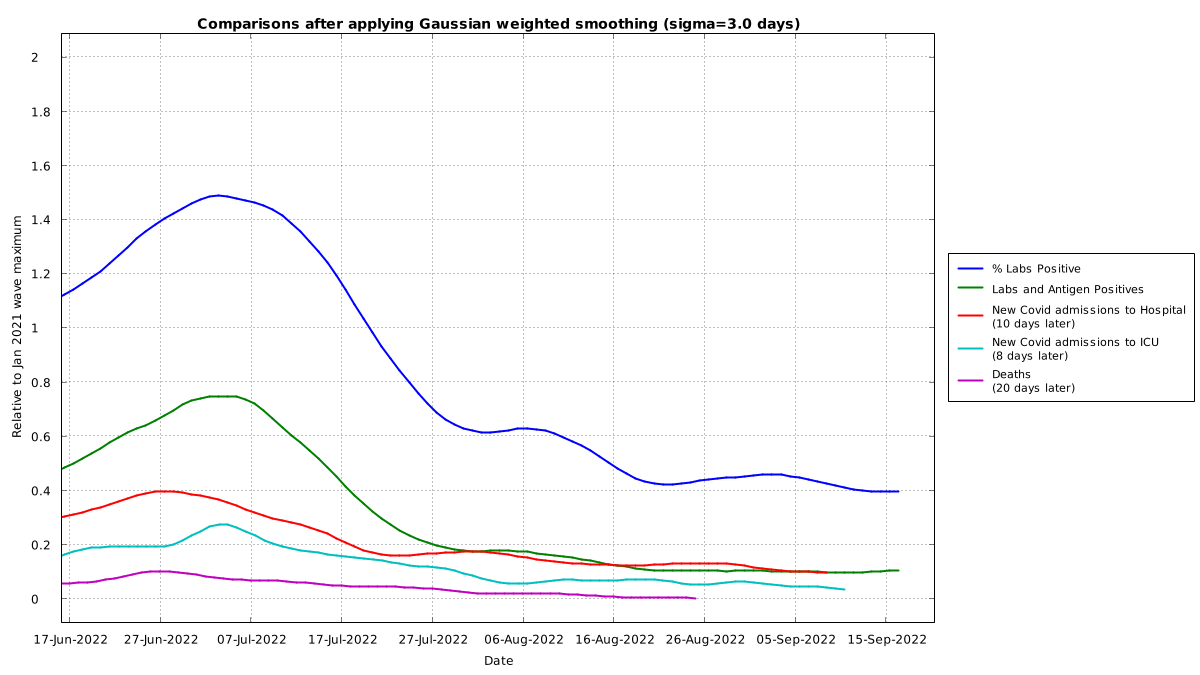 Comparisons after applying Gaussian weighted smoothing (sigma=3.0 days)
Relative to Jan 2021 wave maximum
2
1.8
1.6
1.4
1.2
1
0.8
0.6
0.4
0.2
0
17-Jun-2022 27-Jun-2022 07-Jul-2022 17-Jul-2022 27-Jul-2022 06-Aug-2022 16-Aug-2022 26-Aug-2022 05-Sep-2022 15-Sep-2022
Date
% Labs Positive
Labs and Antigen Positives
New Covid admissions to Hospital
(10 days later)
New Covid admissions to ICU
(8 days later)
Deaths
(20 days later)